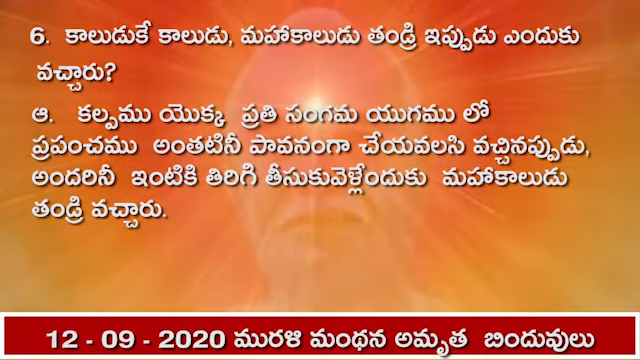 6. కాలుడుకే కాలుడు, మహాకాలుడు తండ్రి ఇప్పుడు ఎందుకు
వచ్చారు?
ఆ. కల్పము యొక్క ప్రతి సంగమ యుగము లో
ప్రపంచము అంతటినీ పావనంగా చేయవలసి వచ్చినప్పుడు,
అందరినీ ఇంటికి తిరిగి తీసుకువెళ్లేందుకు మహాకాలుడు
తండ్రి వచ్చారు.
12 - 09 - 2020 మురళి మంథన అమృత బిందువులు